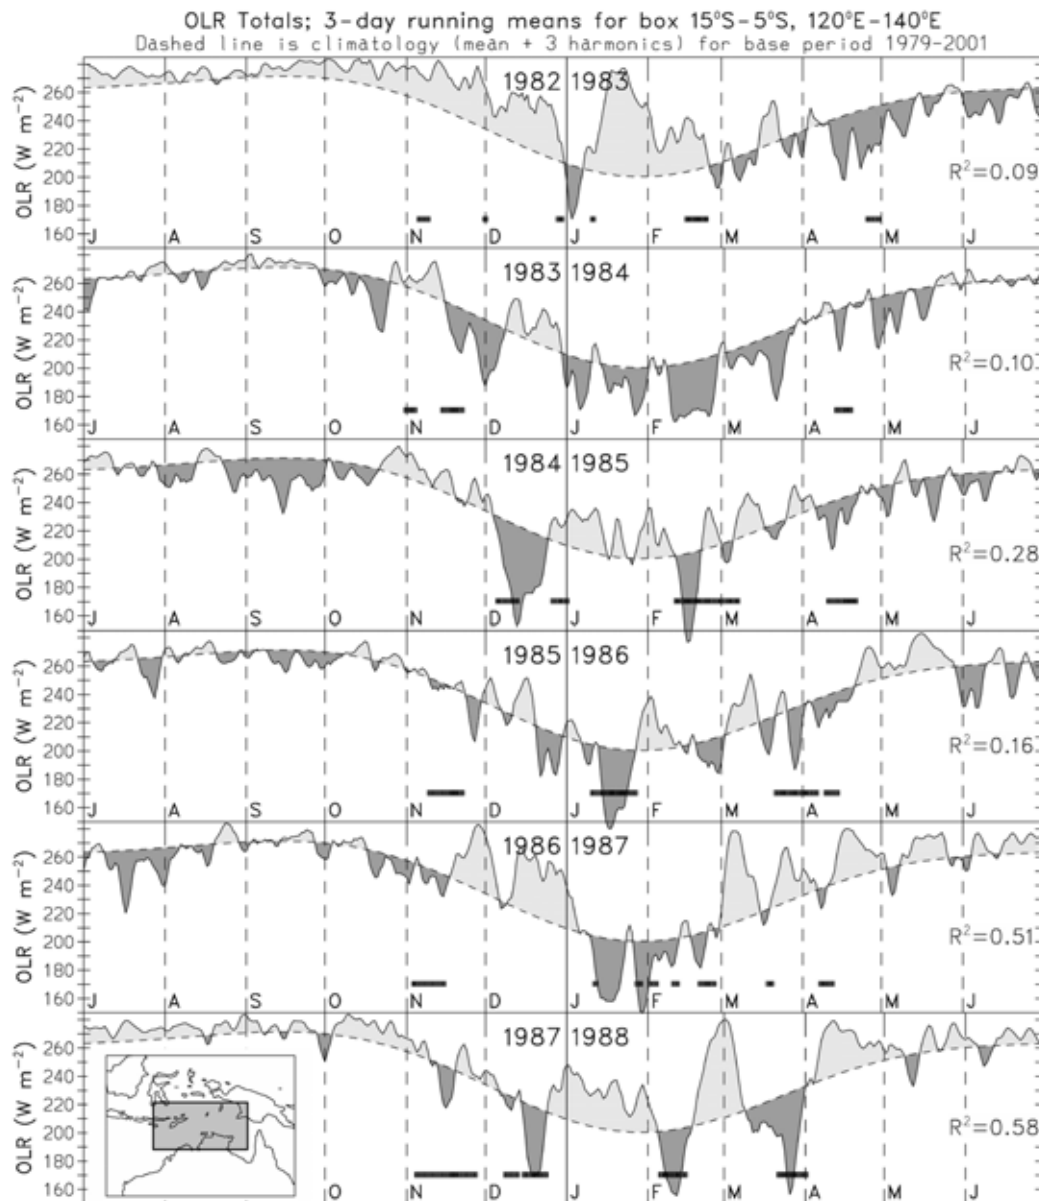 OLR Totals; 3-day running means for box 15°S-5°S, 120°E-140°E
Dashed line is climatology (mean + 3 harmonics) for base period 1979-2001
OLR (W m⁻²)
260
240
220
200
180
160
1982 1983
R²=0.09
J A S O N D J F M A M J
OLR (W m⁻²)
260
240
220
200
180
160
1983 1984
R²=0.10
J A S O N D J F M A M J
OLR (W m⁻²)
260
240
220
200
180
160
1984 1985
R²=0.28
J A S O N D J F M A M J
OLR (W m⁻²)
260
240
220
200
180
160
1985 1986
R²=0.16
J A S O N D J F M A M J
OLR (W m⁻²)
260
240
220
200
180
160
1986 1987
R²=0.51
J A S O N D J F M A M J
OLR (W m⁻²)
260
240
220
200
180
160
1987 1988
R²=0.58
O N D J F M A M J